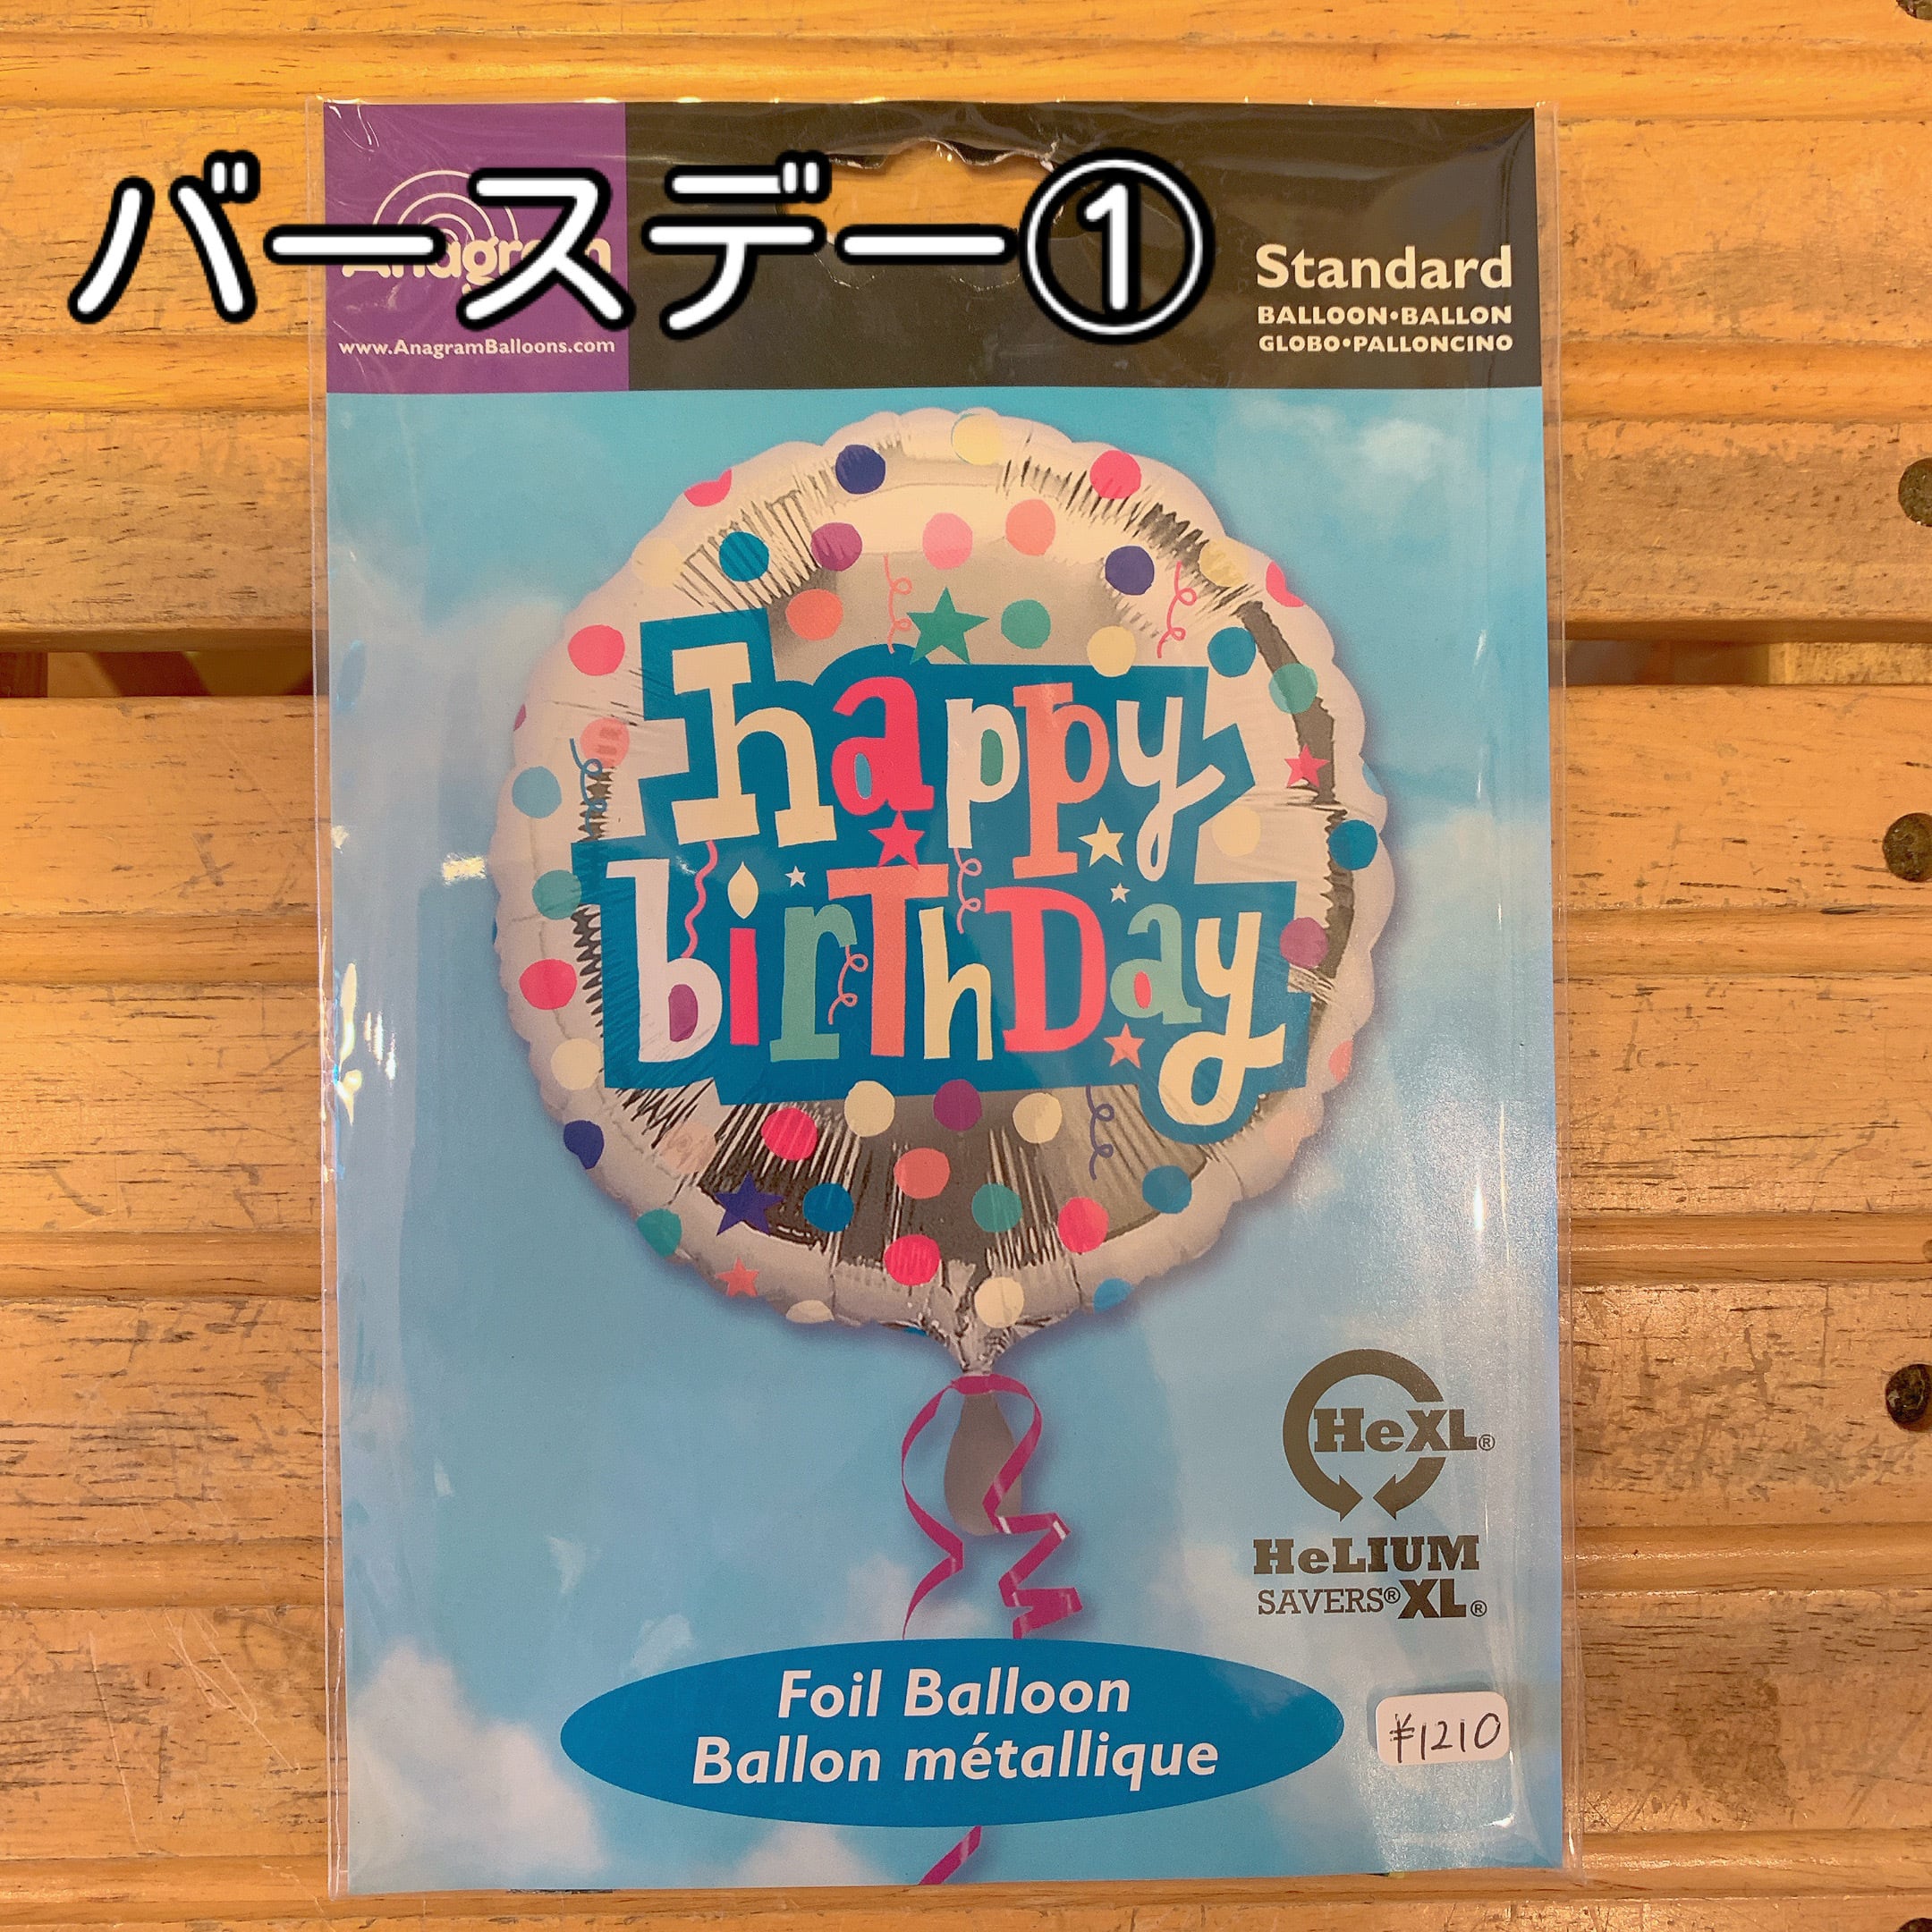 バースデー①
Anagram
www.AnagramBalloons.com
Standard
BALLOON•BALLON
GLOBO•PALLONCINO
happy
birThDay
HeXL®
HeLIUM
SAVERS® XL®
Foil Balloon
Ballon métallique
¥1210